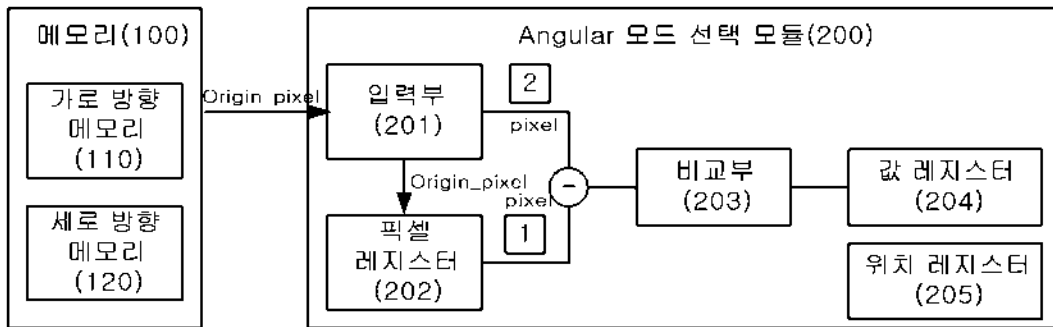 메모리(100)
가로 방향
메모리
(110)
세로 방향
메모리
(120)
Origin_pixel
Angular 모드 선택 모듈(200)
입력부
(201)
2
pixel
Origin_pixel
pixel
1
픽셀
레지스터
(202)
-
비교부
(203)
값 레지스터
(204)
위치 레지스터
(205)